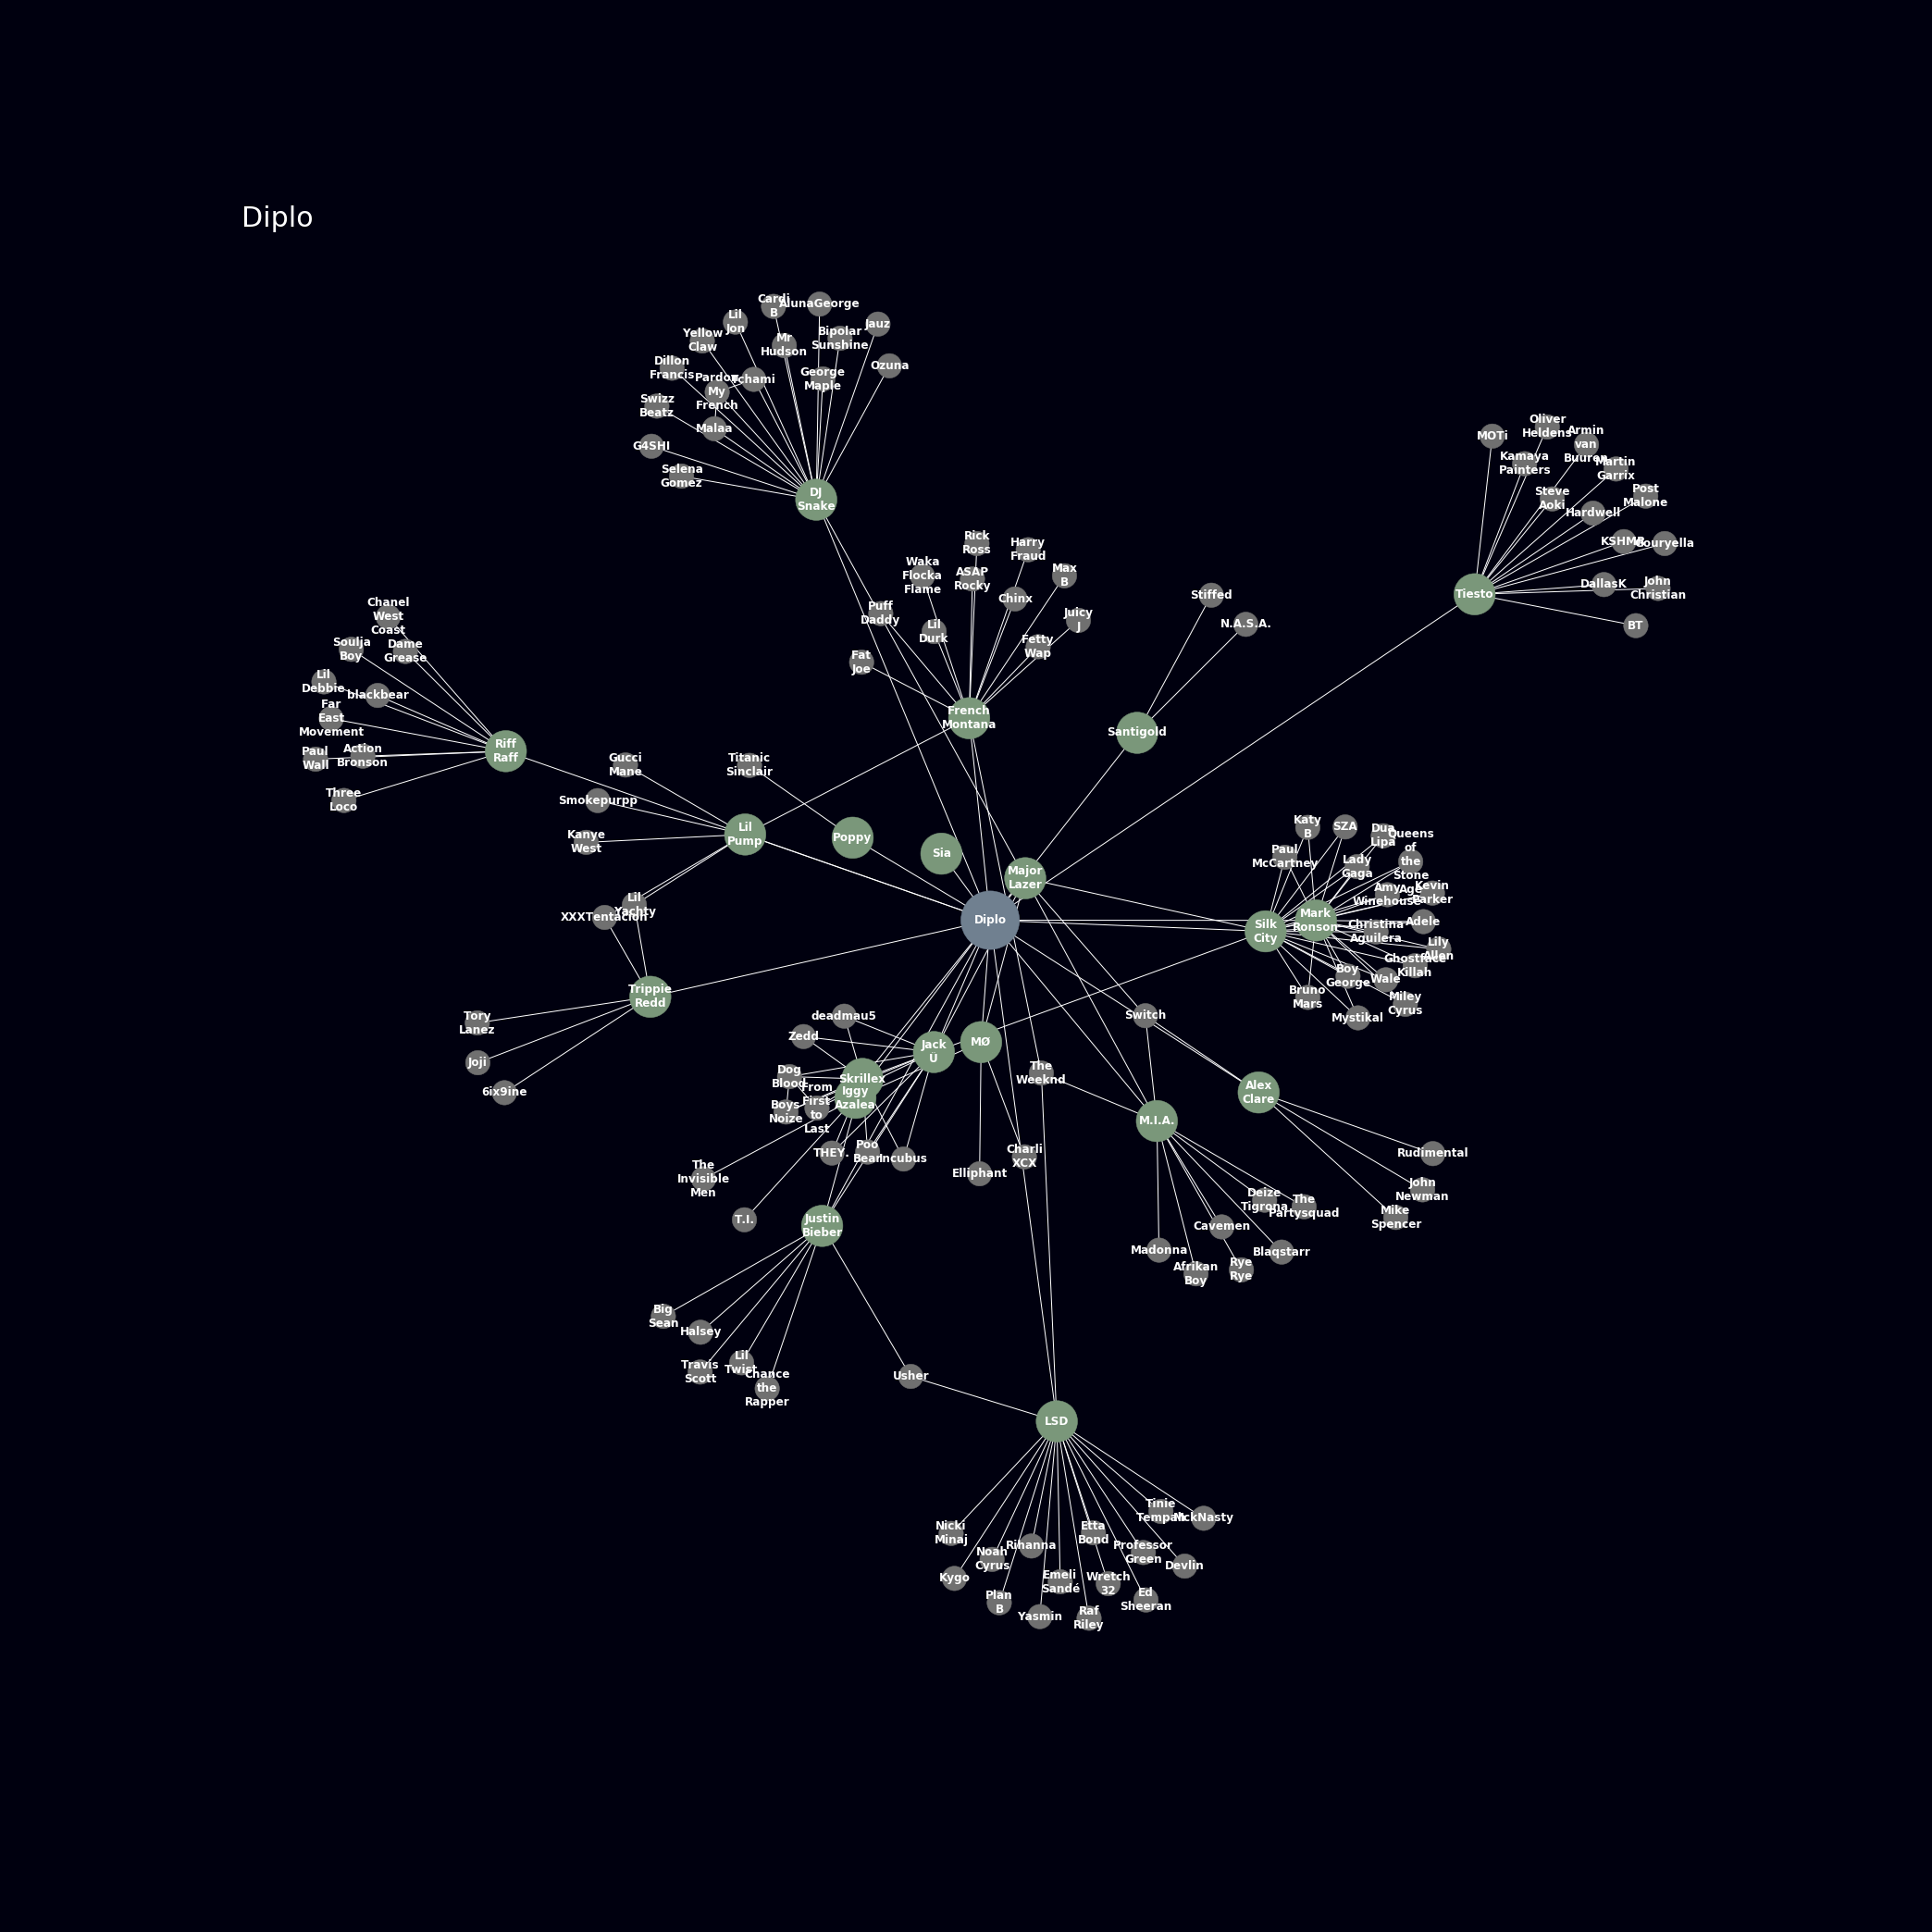 Diplo
Cardi
B
AlunaGeorge
Lil
Jon
Jauz
Yellow
Claw
Mr
Hudson
Bipolar
Sunshine
Dillon
Francis
Ozuna
Pardon
My
French
Tchami
George
Maple
Swizz
Beatz
Malaa
G4SHI
Selena
Gomez
DJ
Snake
MOTi
Oliver
Heldens
Armin
van
Buuren
Kamaya
Painters
Martin
Garrix
Steve
Aoki
Post
Malone
Hardwell
KSHMR
Gouryella
DallasK
John
Christian
Tiesto
BT
Rick
Ross
Harry
Fraud
Waka
Flocka
Flame
ASAP
Rocky
Max
B
Chinx
Puff
Daddy
Lil
Durk
Juicy
J
Fetty
Wap
Fat
Joe
French
Montana
Stiffed
N.A.S.A.
Santigold
Chanel
West
Coast
Soulja
Boy
Dame
Grease
Lil
Debbie
blackbear
Far
East
Movement
Paul
Wall
Action
Bronson
Three
Loco
Riff
Raff
Gucci
Mane
Smokepurpp
Kanye
West
Titanic
Sinclair
Lil
Pump
Poppy
Sia
Major
Lazer
Diplo
Lil
Yachty
XXXTentacion
Trippie
Redd
Tory
Lanez
Joji
6ix9ine
Katy
B
SZA
Dua
Lipa
Queens
of
the
Stone
Age
Paul
McCartney
Lady
Gaga
Amy
Winehouse
Kevin
Parker
Silk
City
Mark
Ronson
Adele
Christina
Aguilera
Lily
Allen
Ghostface
Killah
Boy
George
Wale
Bruno
Mars
Miley
Cyrus
Mystikal
deadmau5
Zedd
Jack
Ü
MØ
Switch
Dog
Blood
Skrillex
Iggy
Azalea
From
First
to
Last
Boys
Noize
The
Weeknd
M.I.A.
Alex
Clare
THEY.
Poo
Bear
Incubus
Charli
XCX
Elliphant
The
Invisible
Men
T.I.
Justin
Bieber
Rudimental
John
Newman
Mike
Spencer
Deize
Tigrona
The
Partysquad
Cavemen
Madonna
Blaqstarr
Afrikan
Boy
Rye
Rye
Big
Sean
Halsey
Travis
Scott
Lil
Twist
Chance
the
Rapper
Usher
LSD
Nicki
Minaj
Tinie
Tempah
McKNasty
Etta
Bond
Rihanna
Noah
Cyrus
Professor
Green
Devlin
Kygo
Emeli
Sandé
Wretch
32
Plan
B
Ed
Sheeran
Yasmin
Raf
Riley